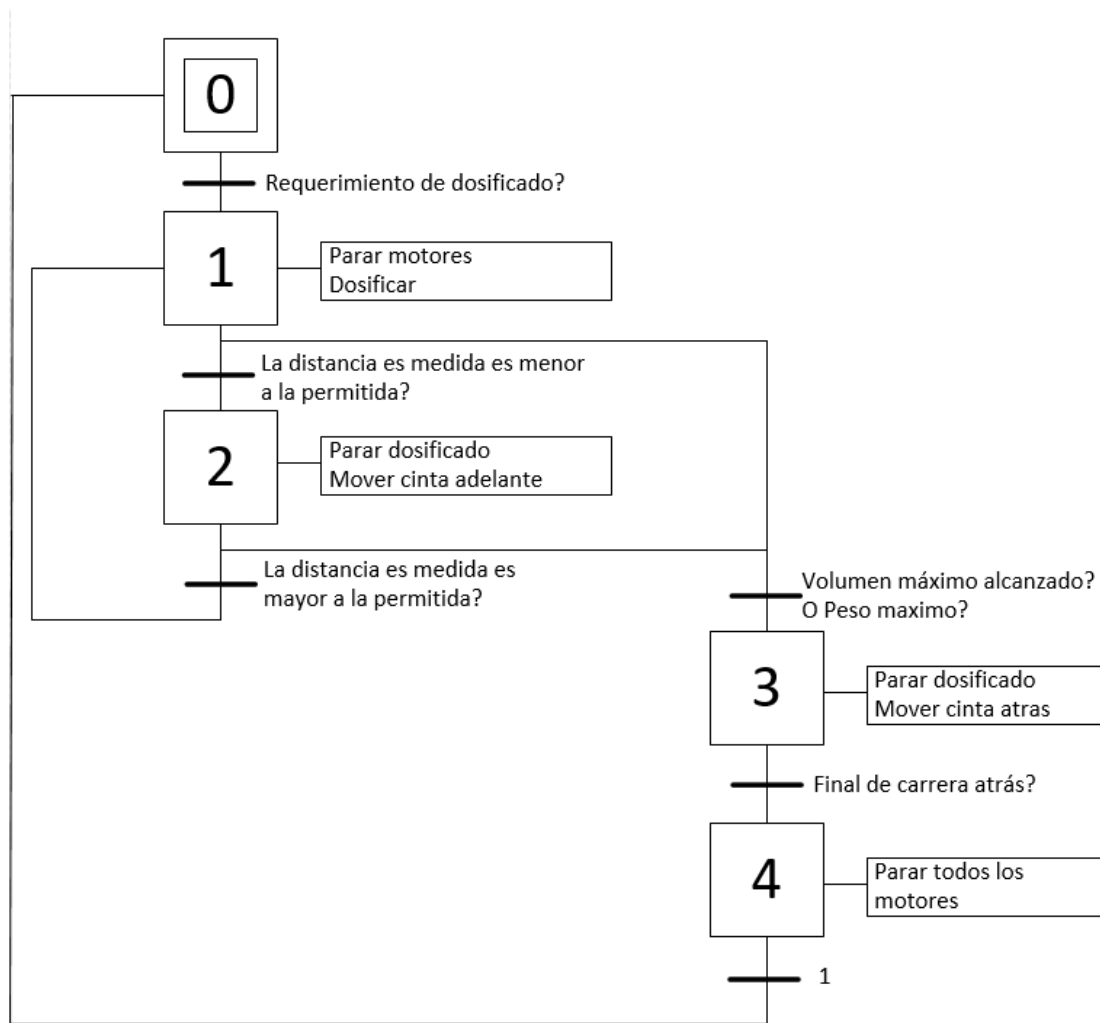 0
Requerimiento de dosificado?
1
Parar motores
Dosificar
La distancia es medida es menor
a la permitida?
2
Parar dosificado
Mover cinta adelante
La distancia es medida es
mayor a la permitida?
Volumen máximo alcanzado?
O Peso maximo?
3
Parar dosificado
Mover cinta atras
Final de carrera atrás?
4
Parar todos los
motores
1